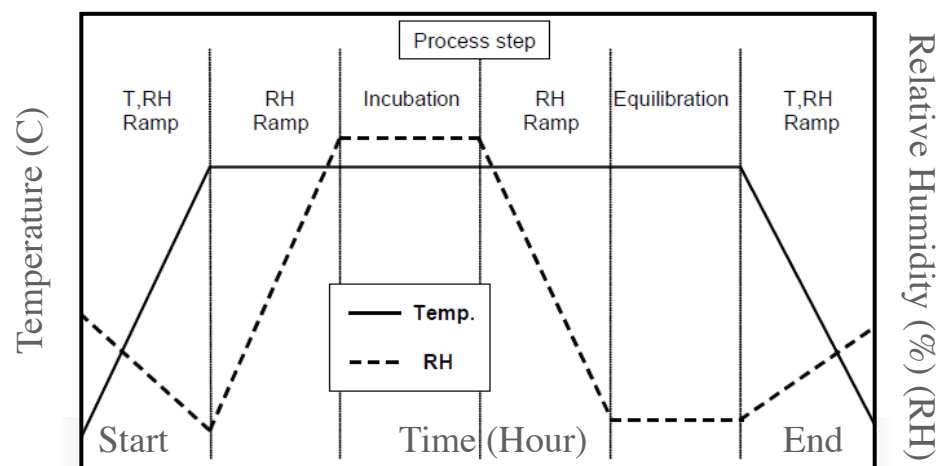 Process step
T,RH
Ramp
RH
Ramp
Incubation
RH
Ramp
Equilibration
T,RH
Ramp
Temperature (C)
Relative Humidity (%) (RH)
Temp.
RH
Start
Time (Hour)
End